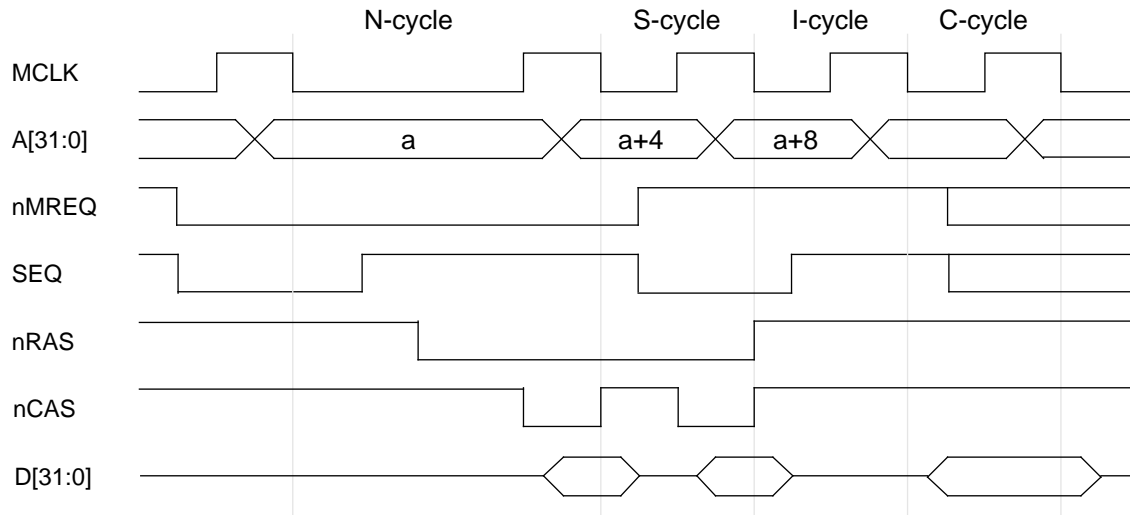 N-cycle S-cycle I-cycle C-cycle
MCLK
A[31:0] a a+4 a+8
nMREQ
SEQ
nRAS
nCAS
D[31:0]